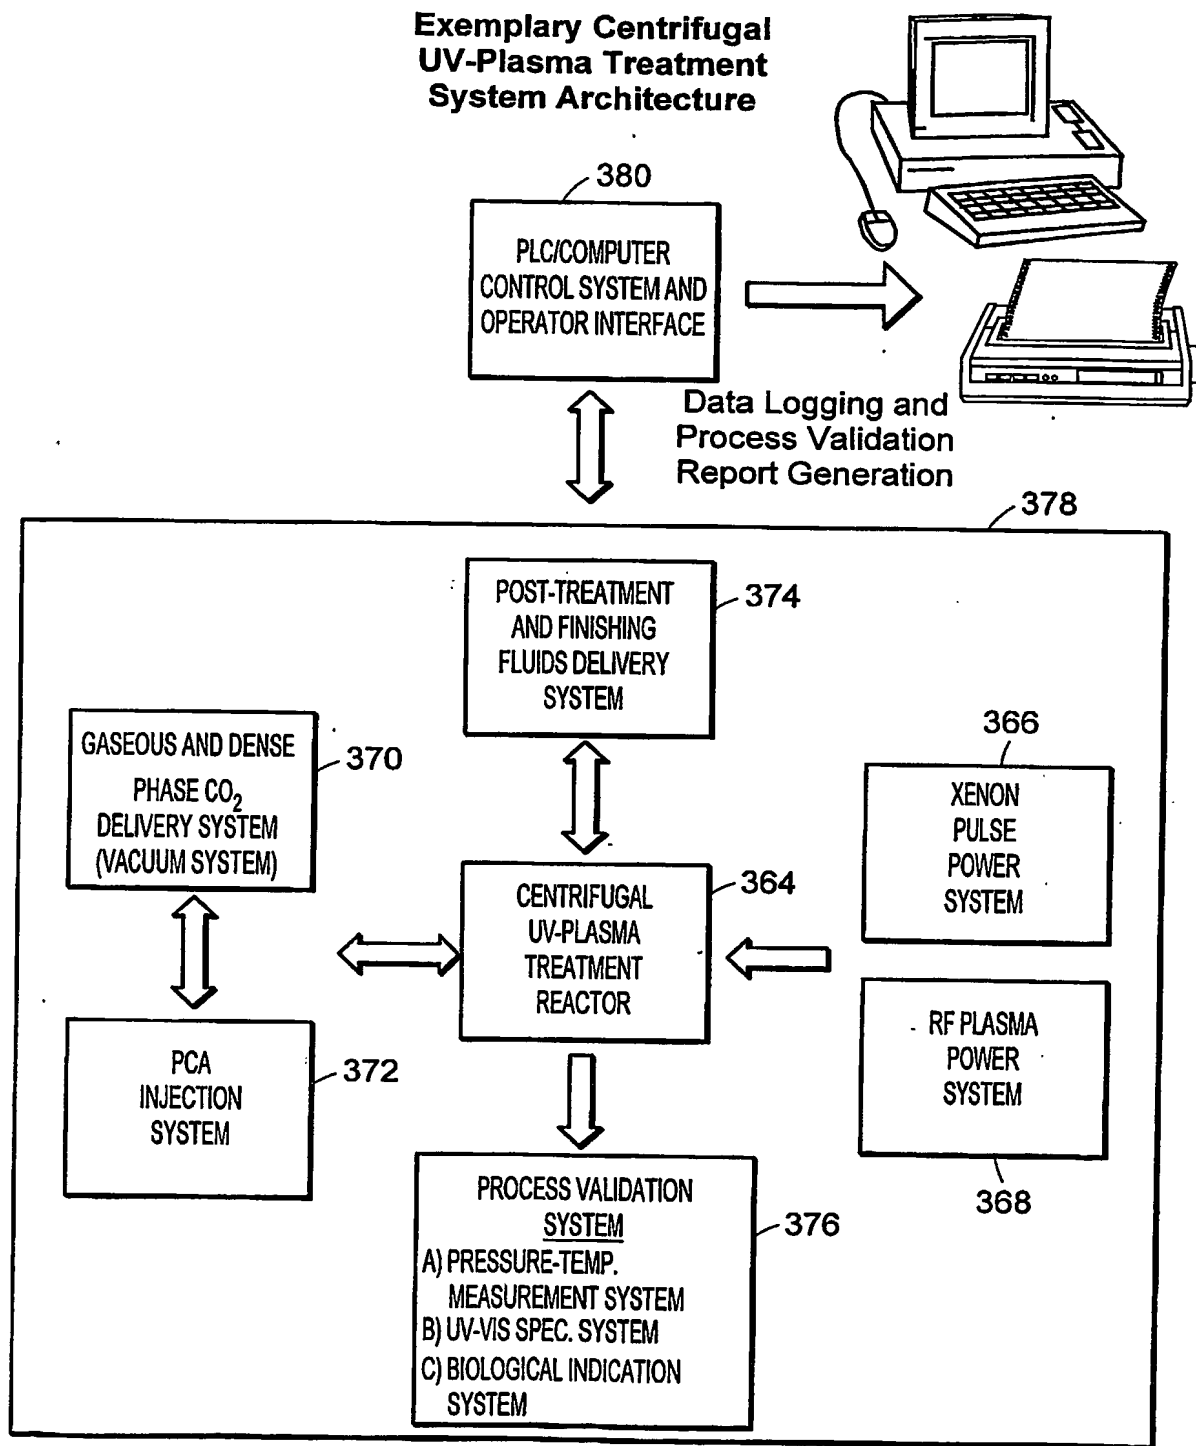 Exemplary Centrifugal
UV-Plasma Treatment
System Architecture
380
PLC/COMPUTER
CONTROL SYSTEM AND
OPERATOR INTERFACE
Data Logging and
Process Validation
Report Generation
378
POST-TREATMENT
AND FINISHING
FLUIDS DELIVERY
SYSTEM
374
GASEOUS AND DENSE
PHASE CO₂
DELIVERY SYSTEM
(VACUUM SYSTEM)
370
366
XENON
PULSE
POWER
SYSTEM
CENTRIFUGAL
UV-PLASMA
TREATMENT
REACTOR
364
PCA
INJECTION
SYSTEM
372
RF PLASMA
POWER
SYSTEM
368
PROCESS VALIDATION
SYSTEM
A) PRESSURE-TEMP.
MEASUREMENT SYSTEM
B) UV-VIS SPEC. SYSTEM
C) BIOLOGICAL INDICATION
SYSTEM
376